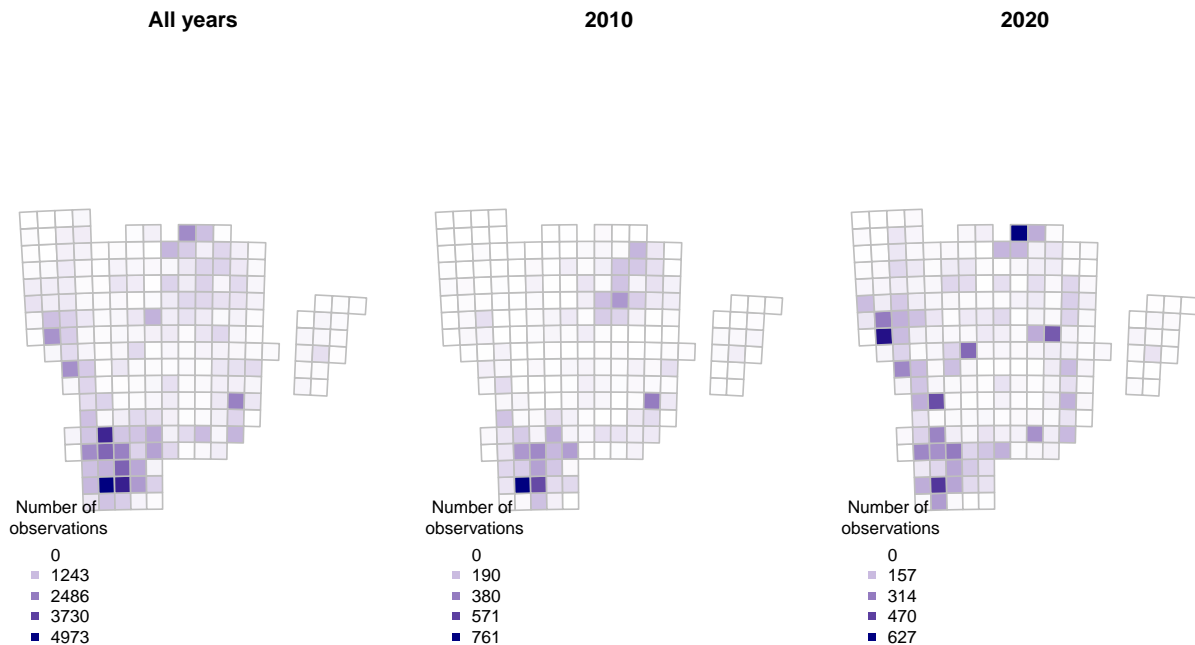 All years
2010
2020
Number of
observations
0
1243
2486
3730
4973
Number of
observations
0
190
380
571
761
Number of
observations
0
157
314
470
627